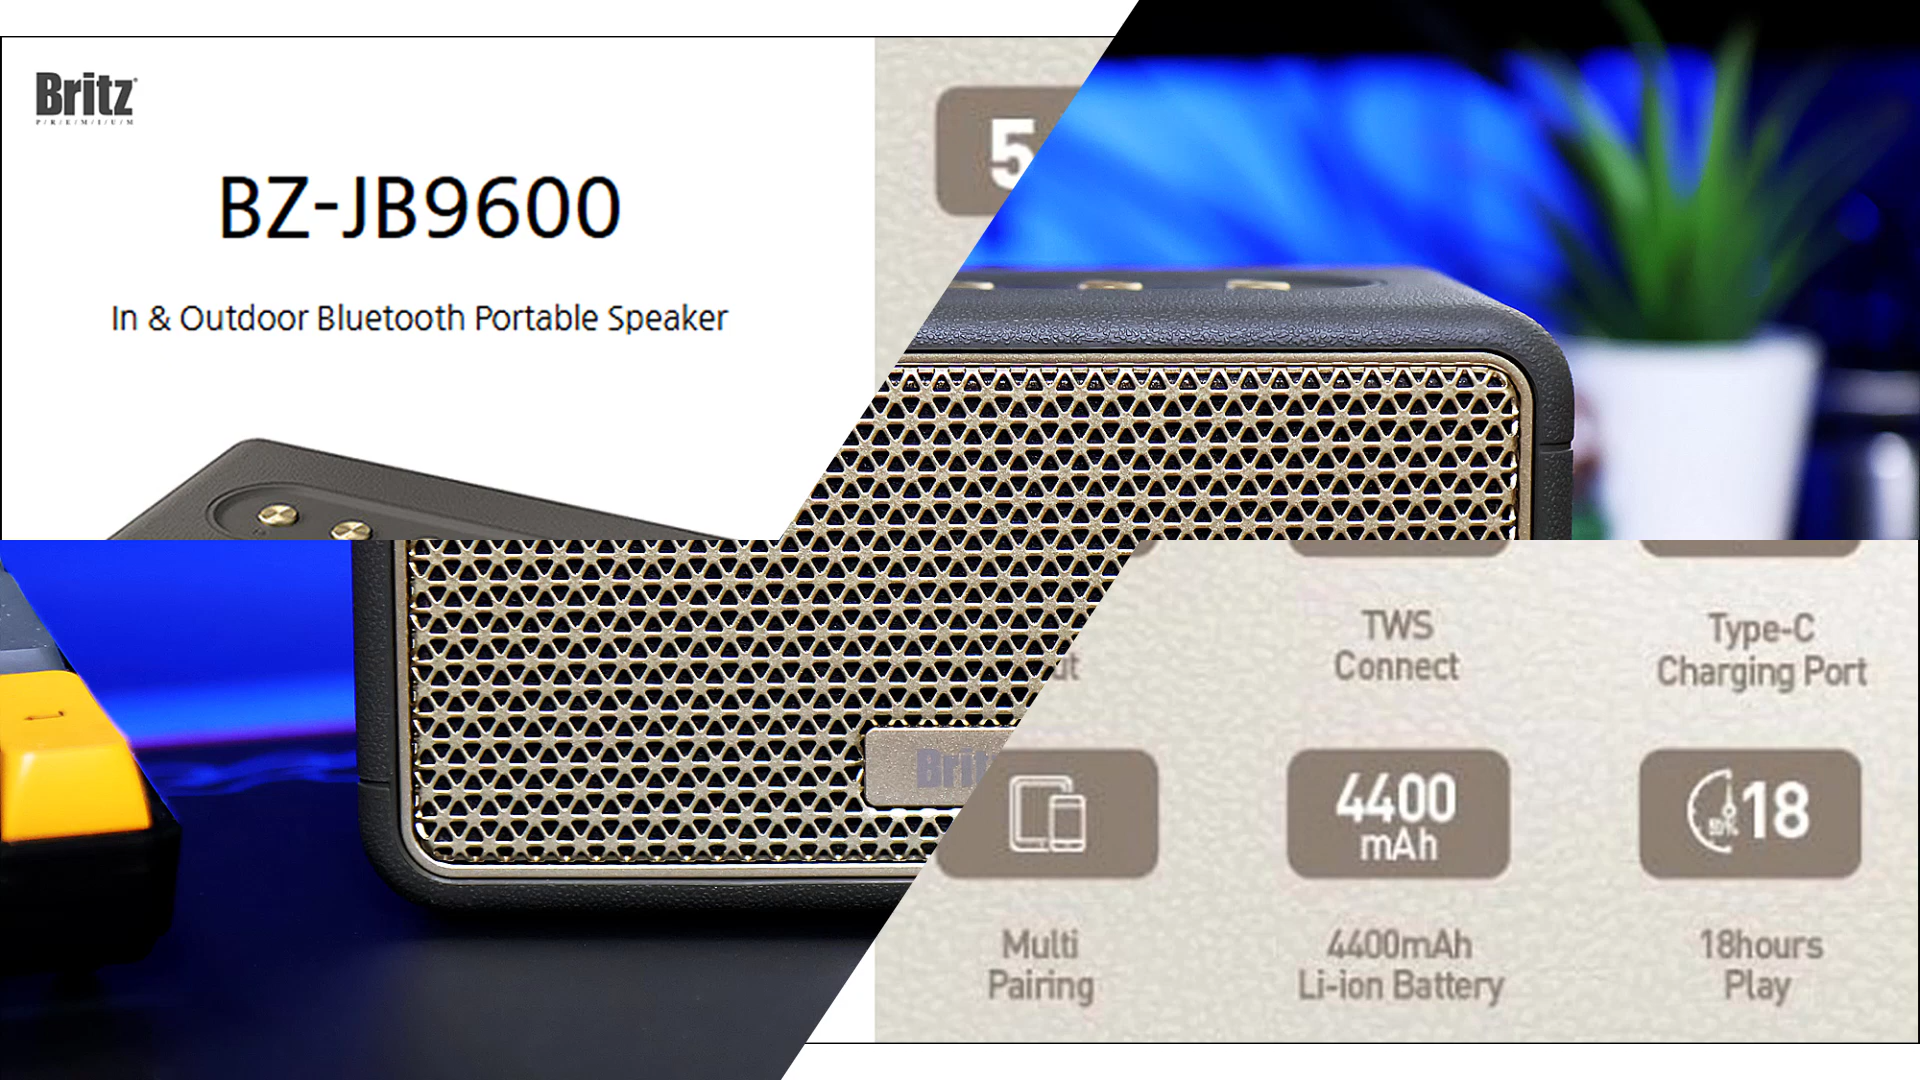 Britz
P/R/E/M/I/U/M
BZ-JB9600
In & Outdoor Bluetooth Portable Speaker
5
TWS
Connect
Type-C
Charging Port
4400
mAh
18
Multi
Pairing
4400mAh
Li-ion Battery
18hours
Play